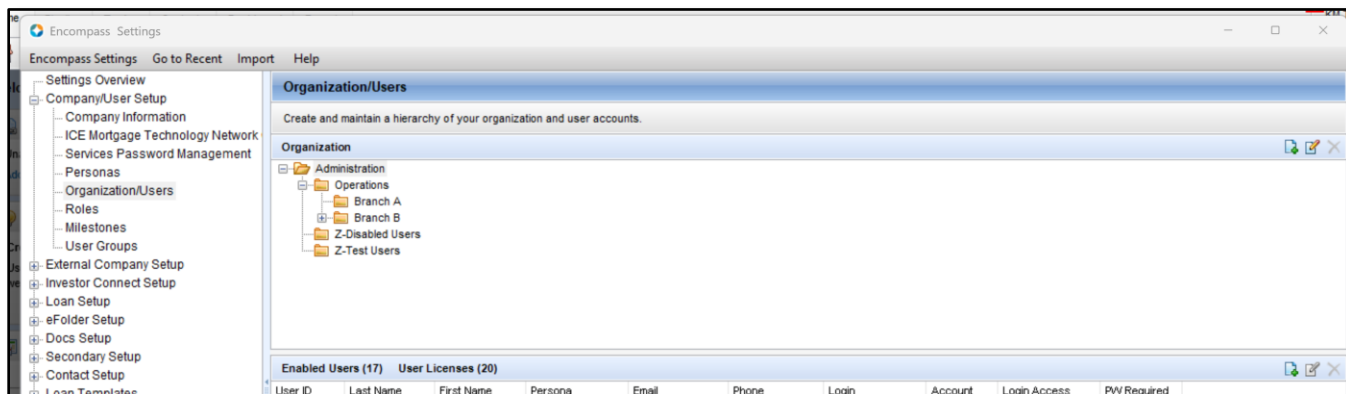 Encompass Settings
Encompass Settings Go to Recent Import Help
Settings Overview
Company/User Setup
Company Information
ICE Mortgage Technology Network
Services Password Management
Personas
Organization/Users
Roles
Milestones
User Groups
External Company Setup
Investor Connect Setup
Loan Setup
eFolder Setup
Docs Setup
Secondary Setup
Contact Setup
Loan Templates
Organization/Users
Create and maintain a hierarchy of your organization and user accounts.
Organization
Administration
Operations
Branch A
Branch B
Z-Disabled Users
Z-Test Users
Enabled Users (17) User Licenses (20)
User ID Last Name First Name Persona Email Phone Login Account Login Access PW Required